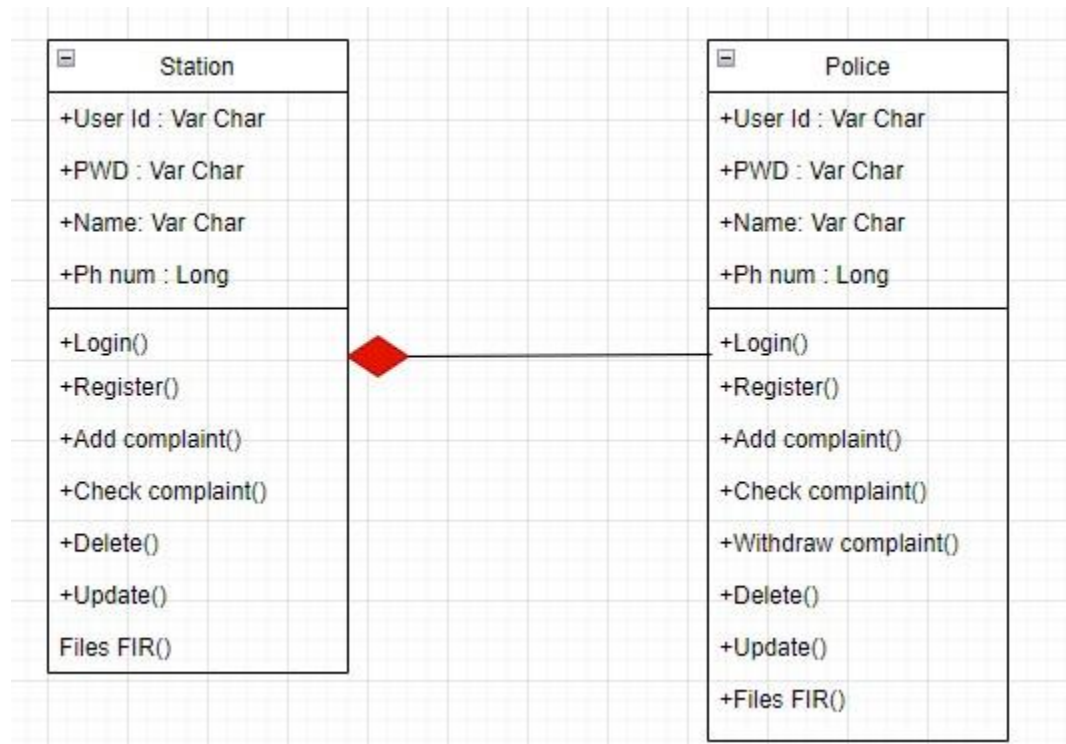 Station
+User Id : Var Char
+PWD : Var Char
+Name: Var Char
+Ph num : Long
+Login()
+Register()
+Add complaint()
+Check complaint()
+Delete()
+Update()
Files FIR()
Police
+User Id : Var Char
+PWD : Var Char
+Name: Var Char
+Ph num : Long
+Login()
+Register()
+Add complaint()
+Check complaint()
+Withdraw complaint()
+Delete()
+Update()
+Files FIR()